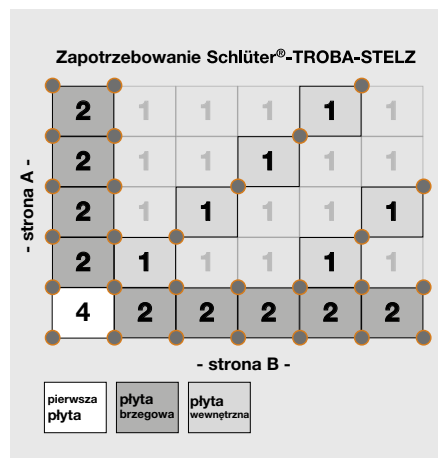 Zapotrzebowanie Schlüter®-TROBA-STELZ
2 1 1 1 1 1
2 1 1 1 1 1
2 1 1 1 1 1
2 1 1 1 1 1
4 2 2 2 2 2
- strona A -
- strona B -
pierwsza
płyta
płyta
brzegowa
płyta
wewnętrzna